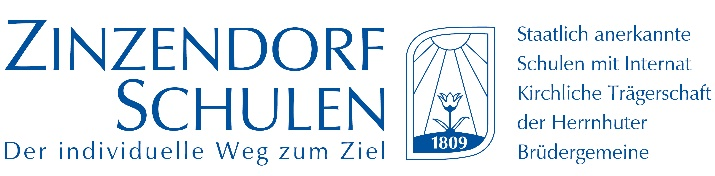 ZINZENDORF
SCHULEN
Der individuelle Weg zum Ziel
1809
Staatlich anerkannte
Schulen mit Internat
Kirchliche Trägerschaft
der Herrnhuter
Brüdergemeine